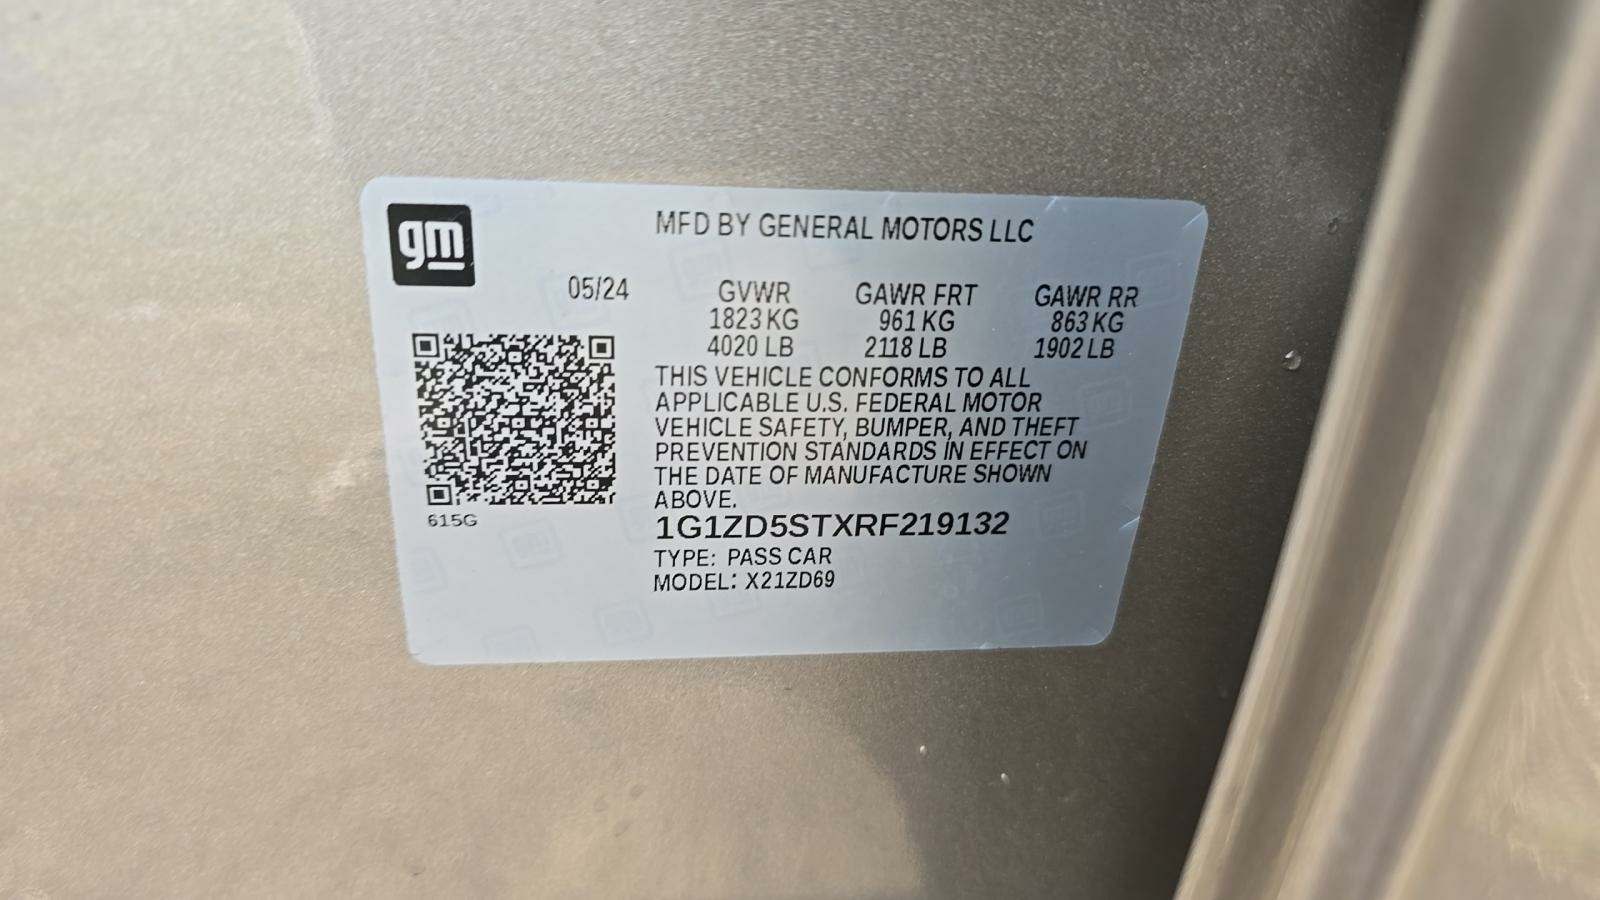 gm
MFD BY GENERAL MOTORS LLC
05/24
GVWR GAWR FRT GAWR RR
1823 KG 961 KG 863 KG
4020 LB 2118 LB 1902 LB
THIS VEHICLE CONFORMS TO ALL
APPLICABLE U.S. FEDERAL MOTOR
VEHICLE SAFETY, BUMPER, AND THEFT
PREVENTION STANDARDS IN EFFECT ON
THE DATE OF MANUFACTURE SHOWN
ABOVE.
615G
1G1ZD5STXRF219132
TYPE: PASS CAR
MODEL: X21ZD69